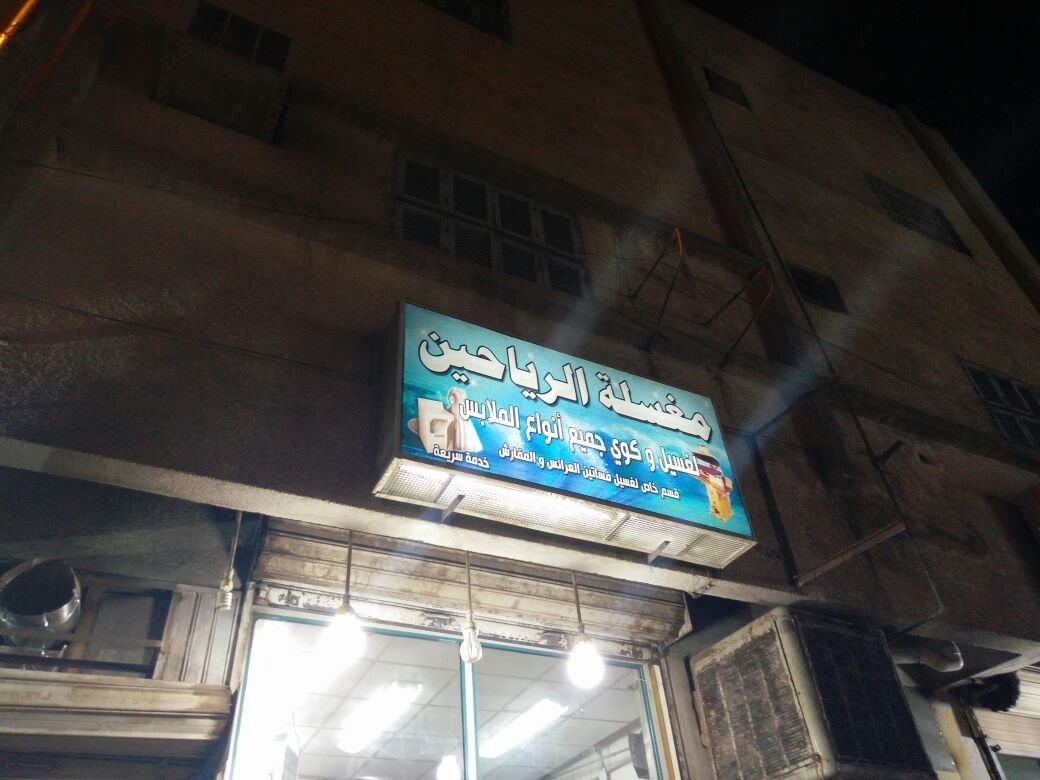 مغسلة الرياحين
لغسيل و كوي جميع أنواع الملابس
قسم خاص لغسيل فساتين العرائس و المفارش
خدمة سريعة